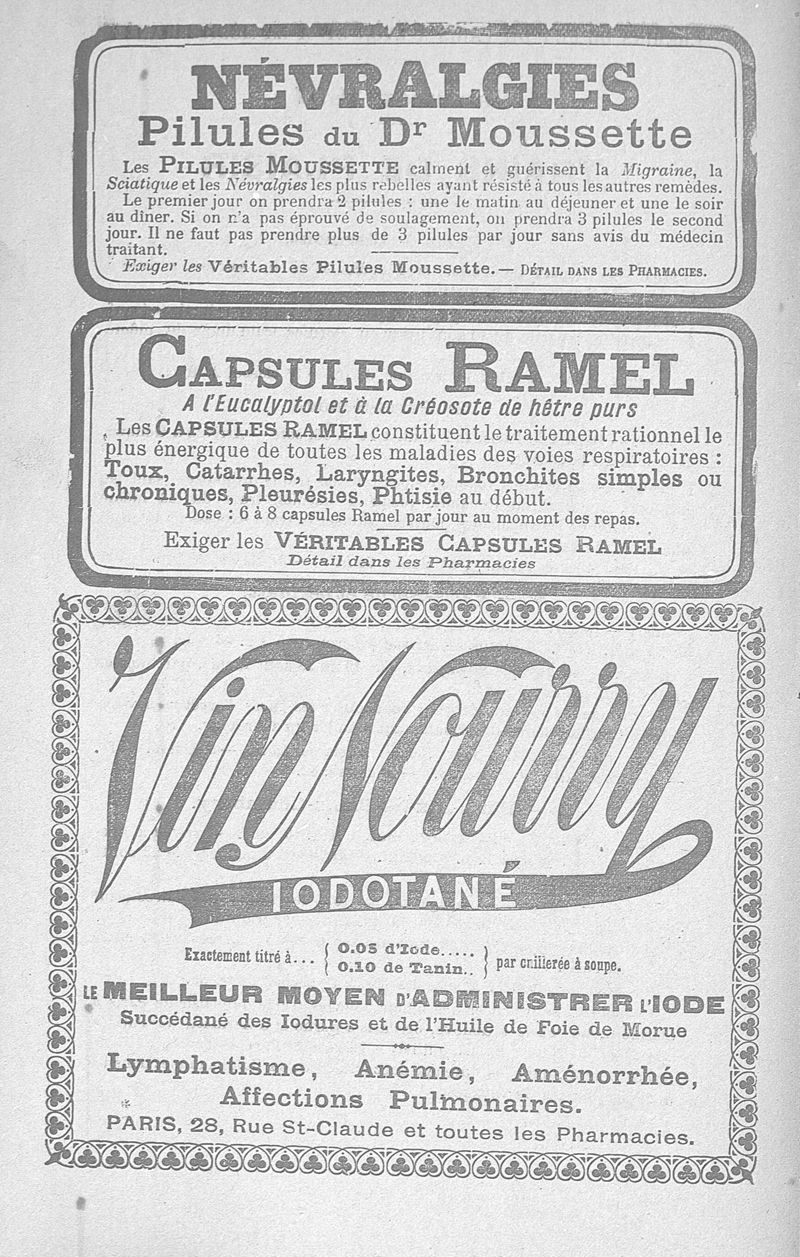 NÉVRALGIES
Pilules du Dr Moussette
Les PILULES MOUSSETTE calment et guérissent la Migraine, la
Sciatique et les Névralgies les plus rebelles ayant résisté à tous les autres remèdes.
Le premier jour on prendra 2 pilules : une le matin au déjeuner et une le soir
au dîner. Si on n'a pas éprouvé de soulagement, on prendra 3 pilules le second
jour. Il ne faut pas prendre plus de 3 pilules par jour sans avis du médecin
traitant.
Exiger les Véritables Pilules Moussette.— DÉTAIL DANS LES PHARMACIES.
CAPSULES RAMEL
A l'Eucalyptol et à la Créosote de hêtre purs
Les CAPSULES RAMEL constituent le traitement rationnel le
plus énergique de toutes les maladies des voies respiratoires :
Toux, Catarrhes, Laryngites, Bronchites simples ou
chroniques, Pleurésies, Phtisie au début.
Dose : 6 à 8 capsules Ramel par jour au moment des repas.
Exiger les VÉRITABLES CAPSULES RAMEL
Détail dans les Pharmacies
Vin Nourry
IODOTANÉ
Exactement titré à... { 0.05 d'Iode..... } par cuillerée à soupe.
{ 0.10 de Tanin.. }
LE MEILLEUR MOYEN D'ADMINISTRER L'IODE
Succédané des Iodures et de l'Huile de Foie de Morue
Lymphatisme, Anémie, Aménorrhée,
Affections Pulmonaires.
PARIS, 28, Rue St-Claude et toutes les Pharmacies.